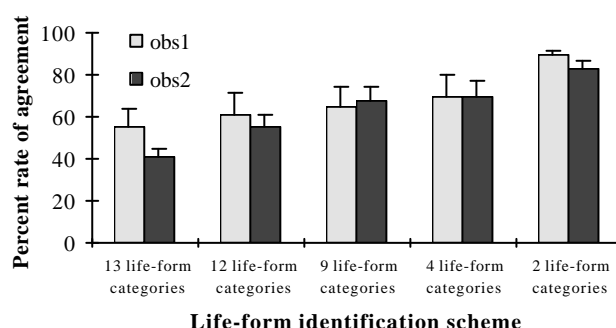 Percent rate of agreement
100
80
60
40
20
0
obs1
obs2
13 life-form
categories
12 life-form
categories
9 life-form
categories
4 life-form
categories
2 life-form
categories
Life-form identification scheme